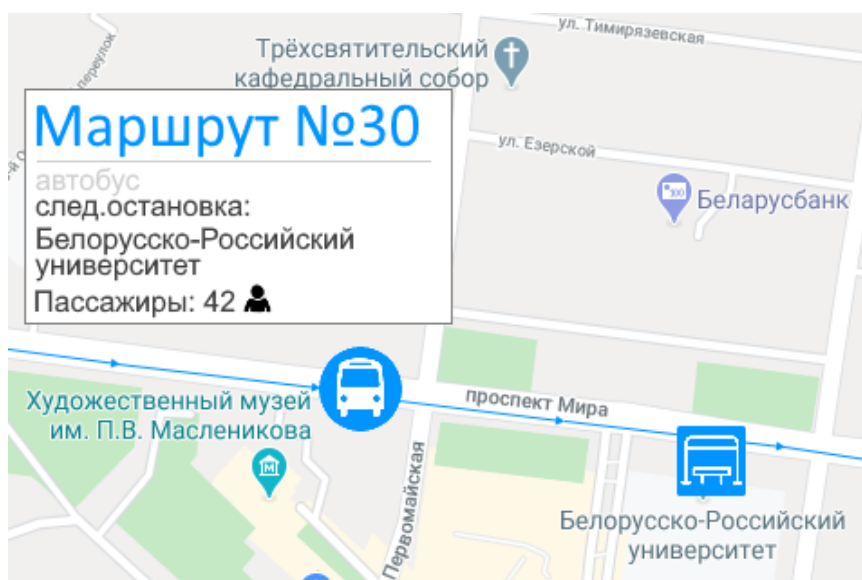 ул. Тимирязевская
Трёхсвятительский
кафедральный собор
переулок
Маршрут №30
ул. Езерской
автобус
Беларусбанк
след.остановка:
Белорусско-Российский
университет
Пассажиры: 42
Художественный музей
им. П.В. Масленикова
M
проспект Мира
Первомайская
Белорусско-Российский
университет